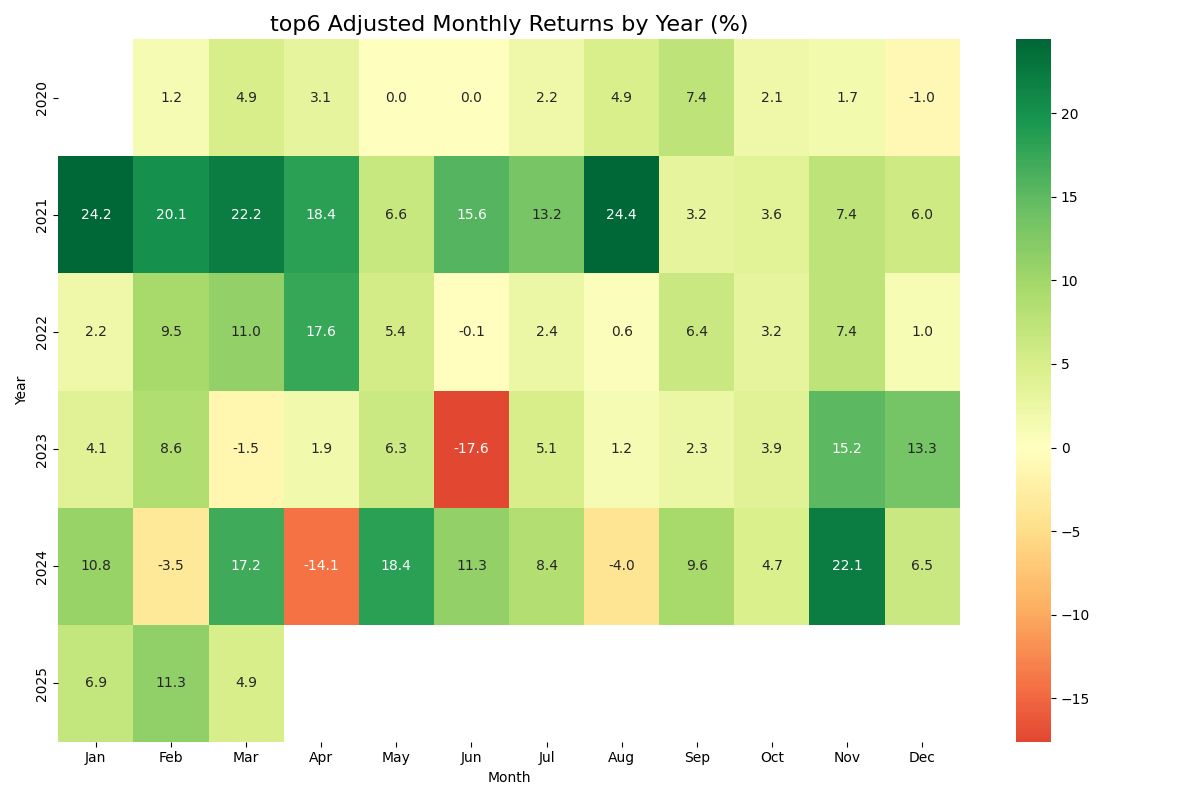 top6 Adjusted Monthly Returns by Year (%)
2020 1.2 4.9 3.1 0.0 0.0 2.2 4.9 7.4 2.1 1.7 -1.0
2021 24.2 20.1 22.2 18.4 6.6 15.6 13.2 24.4 3.2 3.6 7.4 6.0
2022 2.2 9.5 11.0 17.6 5.4 -0.1 2.4 0.6 6.4 3.2 7.4 1.0
Year
2023 4.1 8.6 -1.5 1.9 6.3 -17.6 5.1 1.2 2.3 3.9 15.2 13.3
2024 10.8 -3.5 17.2 -14.1 18.4 11.3 8.4 -4.0 9.6 4.7 22.1 6.5
2025 6.9 11.3 4.9
Jan Feb Mar Apr May Jun Jul Aug Sep Oct Nov Dec
Month
20
15
10
5
0
−5
−10
−15